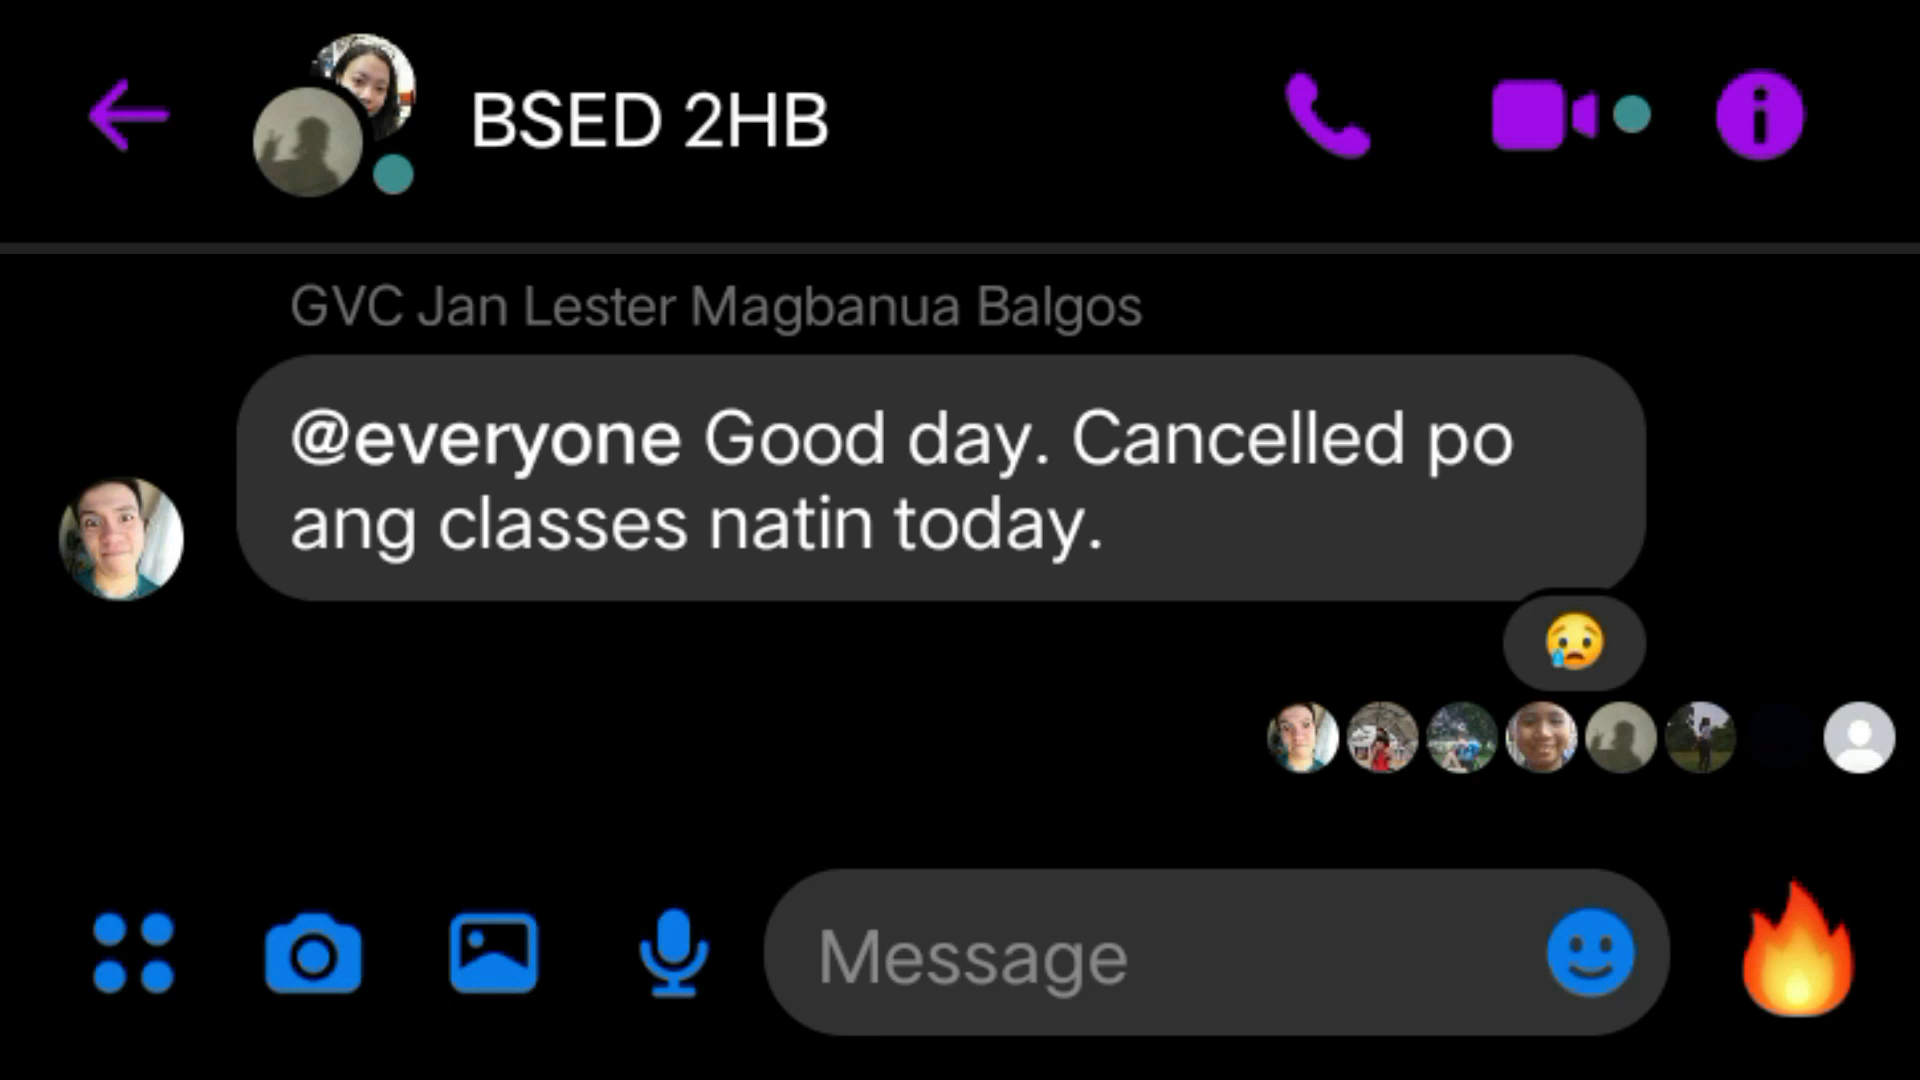 BSED 2HB
GVC Jan Lester Magbanua Balgos
@everyone Good day. Cancelled po
ang classes natin today.
Message